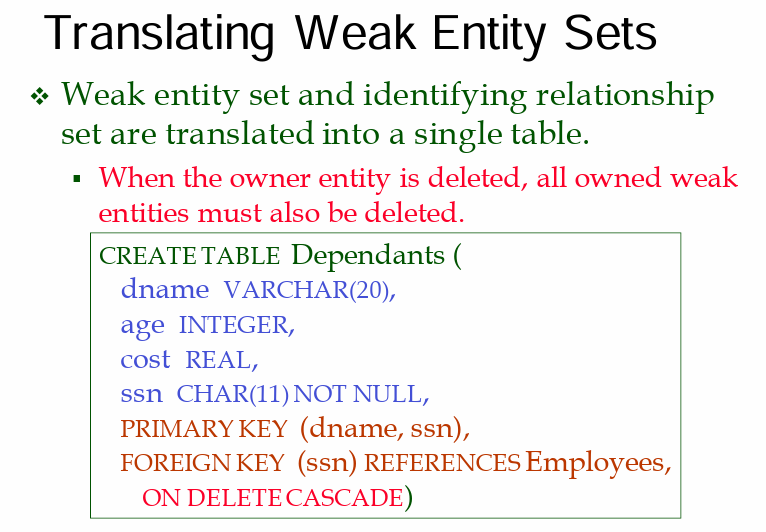 Translating Weak Entity Sets
❖ Weak entity set and identifying relationship
set are translated into a single table.
▪ When the owner entity is deleted, all owned weak
entities must also be deleted.
CREATE TABLE Dependants (
dname VARCHAR(20),
age INTEGER,
cost REAL,
ssn CHAR(11) NOT NULL,
PRIMARY KEY (dname, ssn),
FOREIGN KEY (ssn) REFERENCES Employees,
ON DELETE CASCADE)